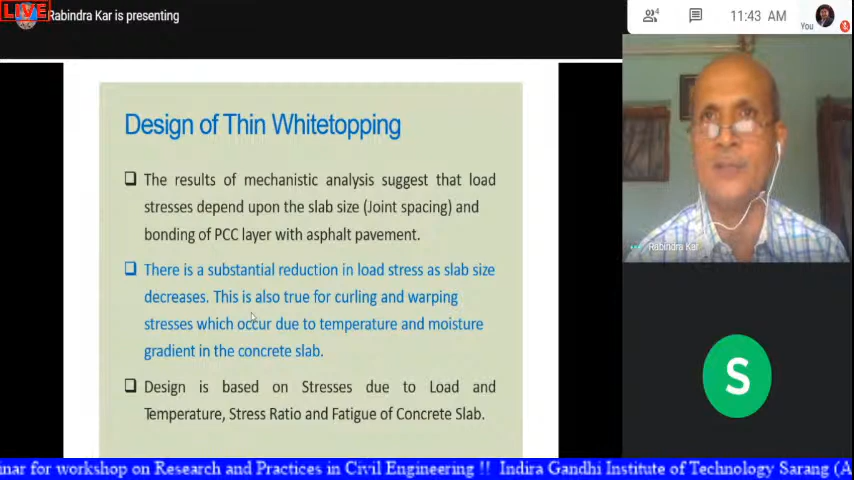 LIVE
Rabindra Kar is presenting
4
11:43 AM
You
Design of Thin Whitetopping
The results of mechanistic analysis suggest that load
stresses depend upon the slab size (Joint spacing) and
bonding of PCC layer with asphalt pavement.
There is a substantial reduction in load stress as slab size
decreases. This is also true for curling and warping
stresses which occur due to temperature and moisture
gradient in the concrete slab.
Design is based on Stresses due to Load and
Temperature, Stress Ratio and Fatigue of Concrete Slab.
Rabindra Kar
S
inar for workshop on Research and Practices in Civil Engineering !! Indira Gandhi Institute of Technology Sarang (A